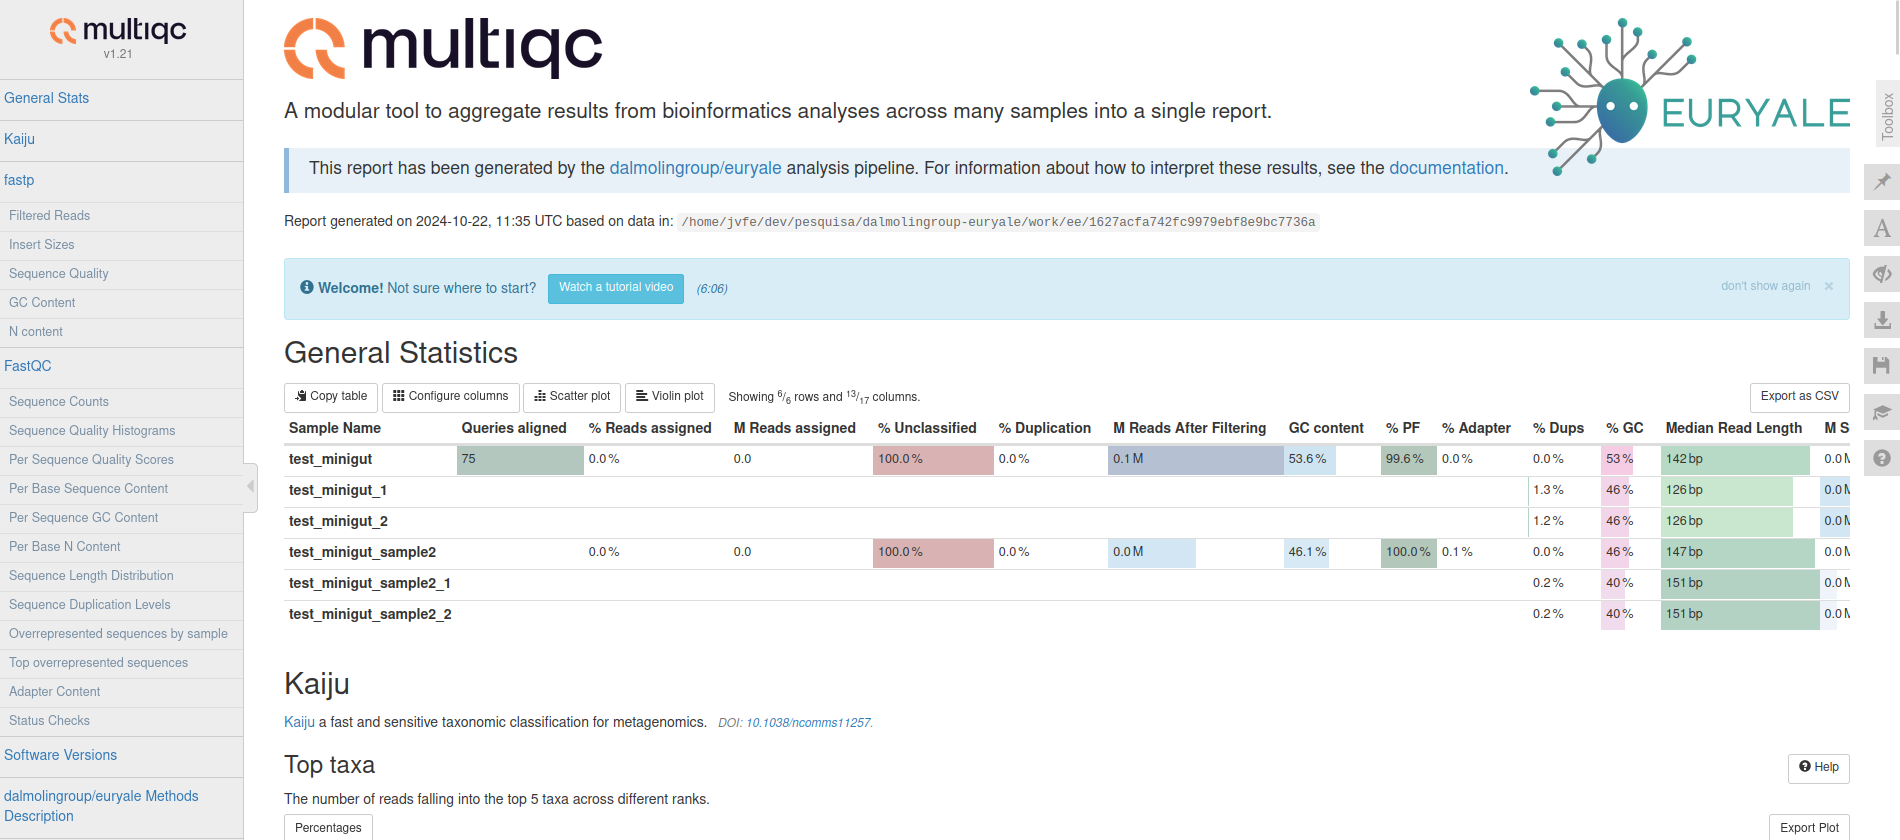 multiqc
v1.21
General Stats
Kaiju
fastp
Filtered Reads
Insert Sizes
Sequence Quality
GC Content
N content
FastQC
Sequence Counts
Sequence Quality Histograms
Per Sequence Quality Scores
Per Base Sequence Content
Per Sequence GC Content
Per Base N Content
Sequence Length Distribution
Sequence Duplication Levels
Overrepresented sequences by sample
Top overrepresented sequences
Adapter Content
Status Checks
Software Versions
dalmolingroup/euryale Methods
Description
multiqc
EURYALE
A modular tool to aggregate results from bioinformatics analyses across many samples into a single report.
This report has been generated by the dalmolingroup/euryale analysis pipeline. For information about how to interpret these results, see the documentation.
Report generated on 2024-10-22, 11:35 UTC based on data in: /home/jvfe/dev/pesquisa/dalmolingroup-euryale/work/ee/1627acfa742fc9979ebf8e9bc7736a
Welcome! Not sure where to start? Watch a tutorial video (6:06) don't show again ×
General Statistics
Copy table Configure columns Scatter plot Violin plot Showing 6/6 rows and 13/17 columns. Export as CSV
Sample Name Queries aligned % Reads assigned M Reads assigned % Unclassified % Duplication M Reads After Filtering GC content % PF % Adapter % Dups % GC Median Read Length M S
test_minigut 75 0.0 % 0.0 100.0 % 0.0 % 0.1 M 53.6 % 99.6 % 0.0 % 0.0 % 53 % 142 bp 0.0 M
test_minigut_1 1.3 % 46 % 126 bp 0.0 M
test_minigut_2 1.2 % 46 % 126 bp 0.0 M
test_minigut_sample2 0.0 % 0.0 100.0 % 0.0 % 0.0 M 46.1 % 100.0 % 0.1 % 0.0 % 46 % 147 bp 0.0 M
test_minigut_sample2_1 0.2 % 40 % 151 bp 0.0 M
test_minigut_sample2_2 0.2 % 40 % 151 bp 0.0 M
Kaiju
Kaiju a fast and sensitive taxonomic classification for metagenomics. DOI: 10.1038/ncomms11257.
Top taxa
Help
The number of reads falling into the top 5 taxa across different ranks.
Percentages Export Plot
Toolbox
A